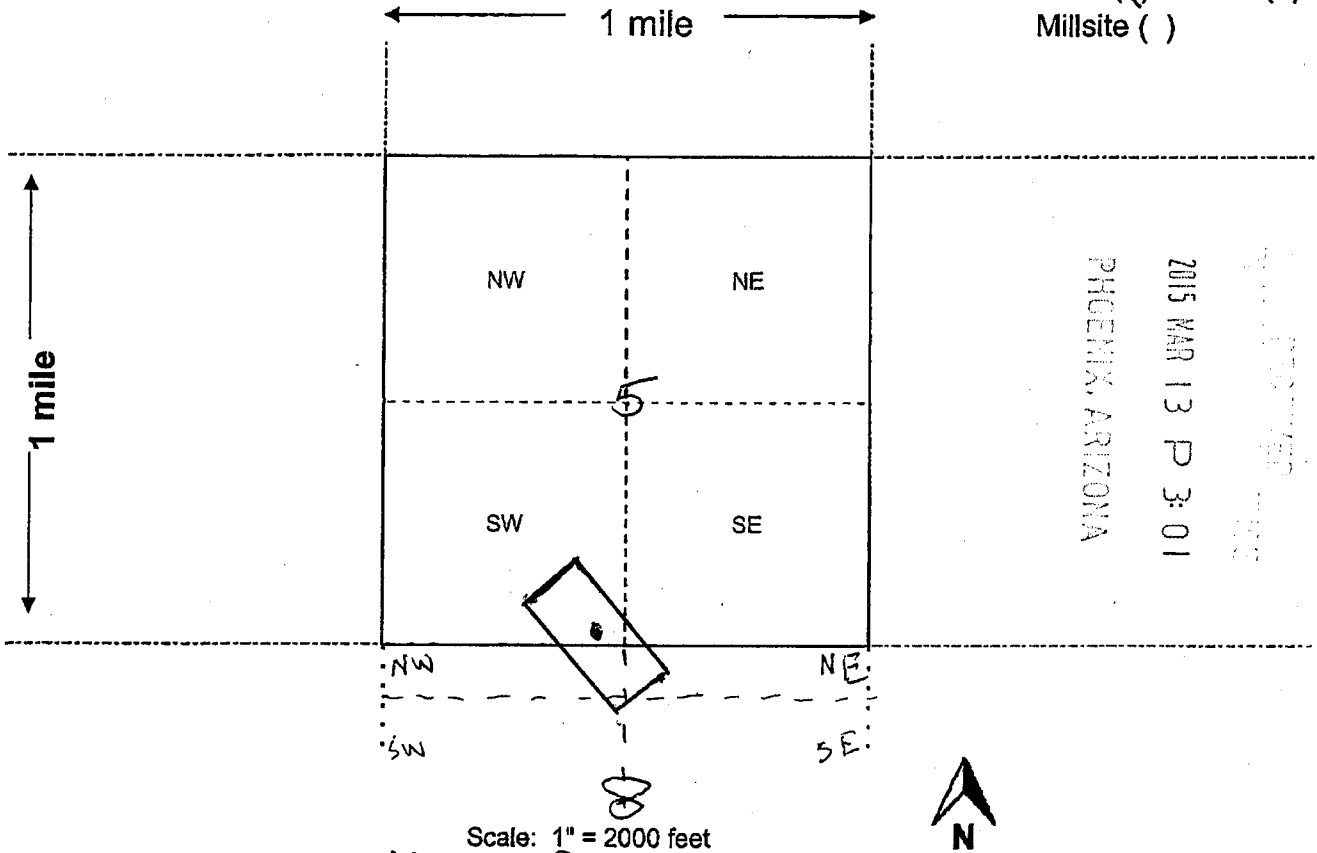 1 mile
Millsite ( )
1 mile
NW
NE
5
SW
SE
NW
NE
SW
SE
8
Scale: 1" = 2000 feet
N
2015 MAR 13 P 3:01
PHOENIX, ARIZONA